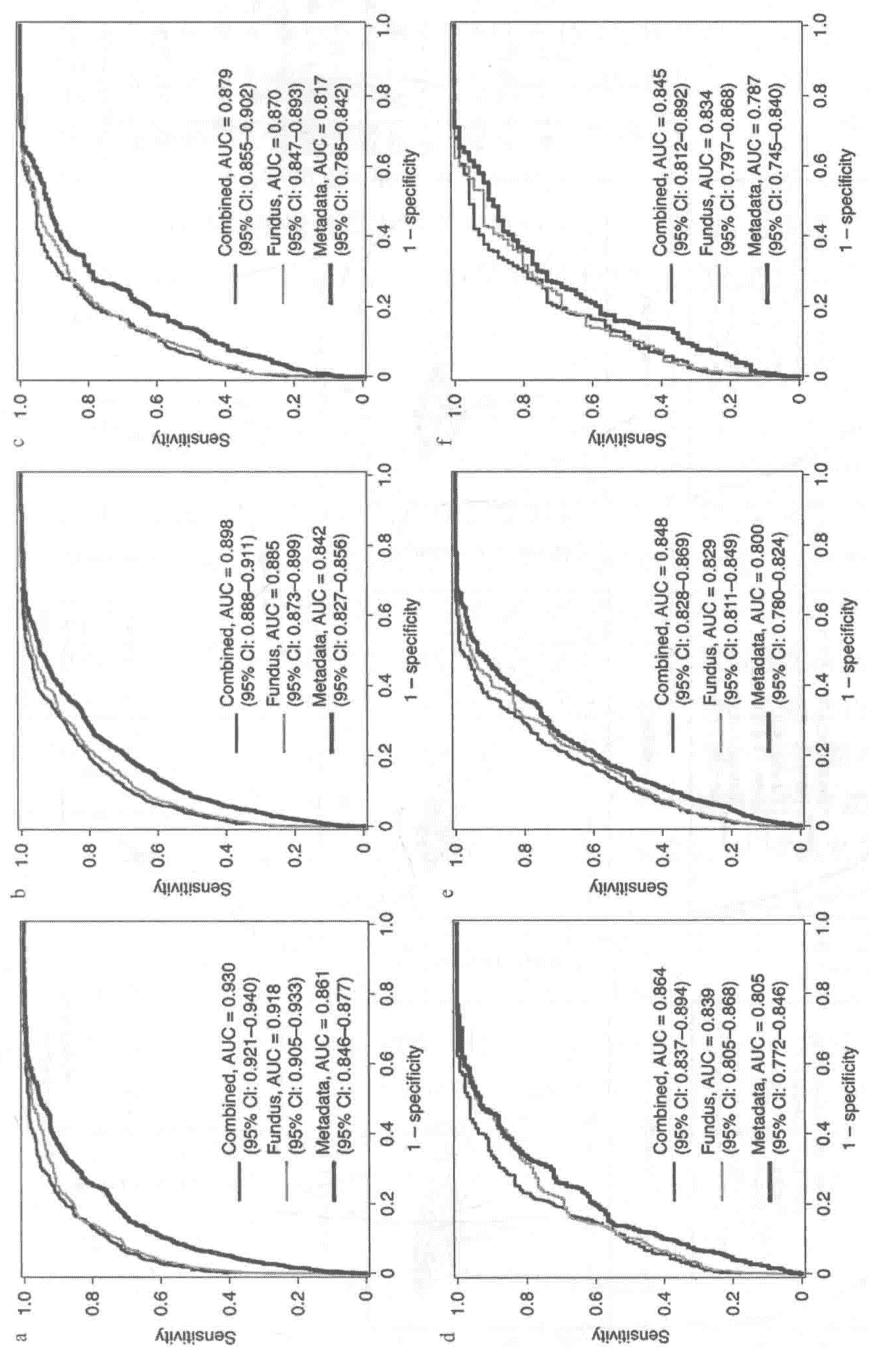 a
Sensitivity
1.0
0.8
0.6
0.4
0.2
0
Combined, AUC = 0.930
(95% CI: 0.921–0.940)
Fundus, AUC = 0.918
(95% CI: 0.905–0.933)
Metadata, AUC = 0.861
(95% CI: 0.846–0.877)
0 0.2 0.4 0.6 0.8 1.0
1 – specificity
b
Sensitivity
1.0
0.8
0.6
0.4
0.2
0
Combined, AUC = 0.898
(95% CI: 0.888–0.911)
Fundus, AUC = 0.885
(95% CI: 0.873–0.899)
Metadata, AUC = 0.842
(95% CI: 0.827–0.856)
0 0.2 0.4 0.6 0.8 1.0
1 – specificity
c
Sensitivity
1.0
0.8
0.6
0.4
0.2
0
Combined, AUC = 0.879
(95% CI: 0.855–0.902)
Fundus, AUC = 0.870
(95% CI: 0.847–0.893)
Metadata, AUC = 0.817
(95% CI: 0.785–0.842)
0 0.2 0.4 0.6 0.8 1.0
1 – specificity
d
Sensitivity
1.0
0.8
0.6
0.4
0.2
0
Combined, AUC = 0.864
(95% CI: 0.837–0.894)
Fundus, AUC = 0.839
(95% CI: 0.805–0.868)
Metadata, AUC = 0.805
(95% CI: 0.772–0.846)
0 0.2 0.4 0.6 0.8 1.0
1 – specificity
e
Sensitivity
1.0
0.8
0.6
0.4
0.2
0
Combined, AUC = 0.848
(95% CI: 0.828–0.869)
Fundus, AUC = 0.829
(95% CI: 0.811–0.849)
Metadata, AUC = 0.800
(95% CI: 0.780–0.824)
0 0.2 0.4 0.6 0.8 1.0
1 – specificity
f
Sensitivity
1.0
0.8
0.6
0.4
0.2
0
Combined, AUC = 0.845
(95% CI: 0.812–0.892)
Fundus, AUC = 0.834
(95% CI: 0.797–0.868)
Metadata, AUC = 0.787
(95% CI: 0.745–0.840)
0 0.2 0.4 0.6 0.8 1.0
1 – specificity